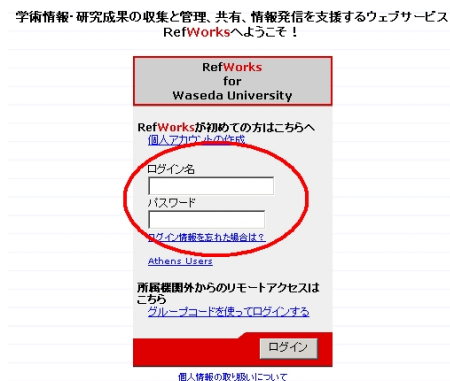 学術情報・研究成果の収集と管理、共有、情報発信を支援するウェブサービス
RefWorksへようこそ！
RefWorks
for
Waseda University
RefWorksが初めての方はこちらへ
個人アカウントの作成
ログイン名
パスワード
ログイン情報を忘れた場合は？
Athens Users
所属機関外からのリモートアクセスは
こちら
グループコードを使ってログインする
ログイン
個人情報の取り扱いについて